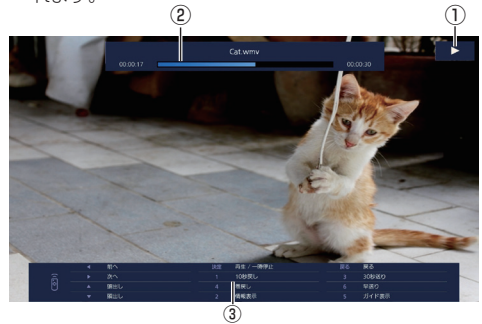 れます。
② ①
Cat.wmv
00:00:17 00:00:30
◀ 前へ 決定 再生 / 一時停止 戻る 戻る
▶ 次へ 1 10秒戻し 3 30秒送り
▲ 頭出し 4 巻戻し 6 早送り
▼ 頭出し 2 情報表示 5 ガイド表示
③